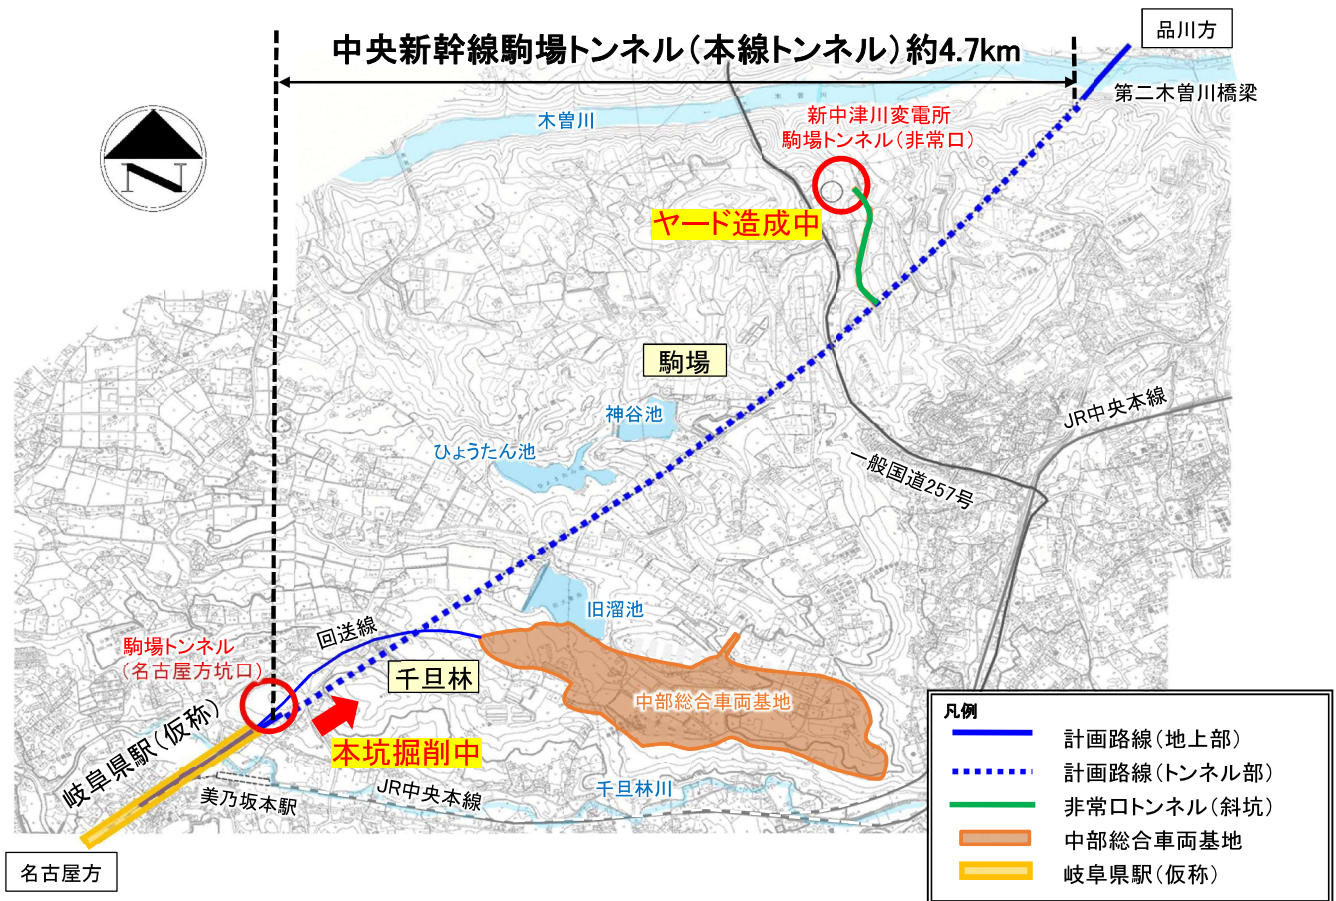 品川方
中央新幹線駒場トンネル（本線トンネル）約4.7km
第二木曽川橋梁
木曽川
新中津川変電所
駒場トンネル（非常口）
N
ヤード造成中
駒場
神谷池
ひょうたん池
JR中央本線
一般国道257号
旧溜池
回送線
駒場トンネル
（名古屋方坑口）
千旦林
中部総合車両基地
本坑掘削中
岐阜県駅（仮称）
美乃坂本駅
JR中央本線
千旦林川
名古屋方
凡例
計画路線（地上部）
計画路線（トンネル部）
非常口トンネル（斜坑）
中部総合車両基地
岐阜県駅（仮称）